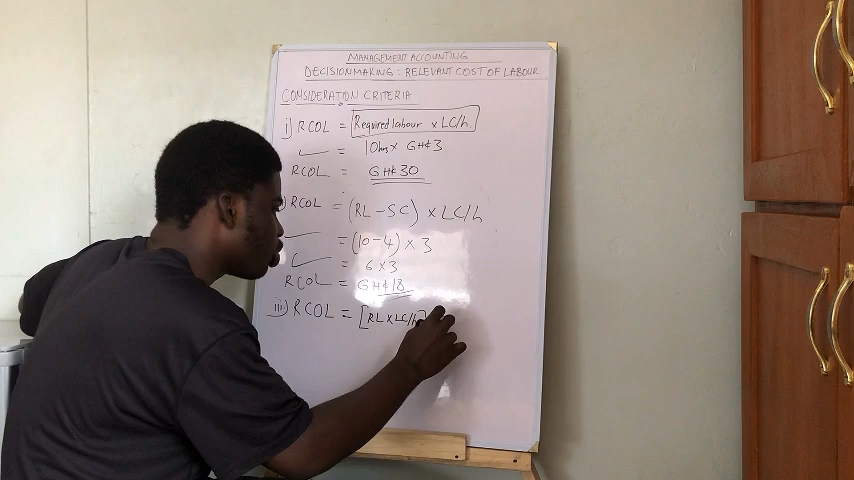 MANAGEMENT ACCOUNTING
DECISION MAKING : RELEVANT COST OF LABOUR
CONSIDERATION CRITERIA
i) RCOL = Required labour x LC/h.
= 10hrs x GH¢3
RCOL = GH¢30
) RCOL = (RL - SC) x LC/h
= (10-4) x 3
= 6 x 3
RCOL = GH¢18
iii) RCOL = [RL x LC/h]